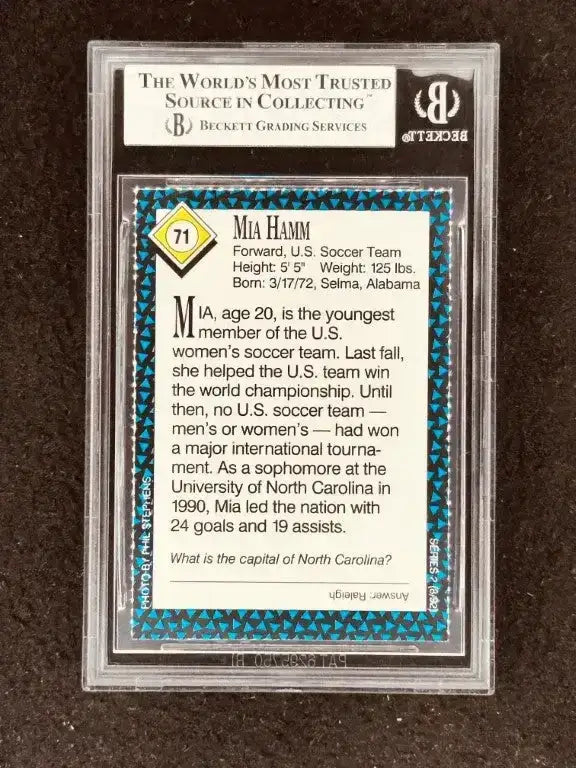 THE WORLD'S MOST TRUSTED
SOURCE IN COLLECTING™
B BECKETT GRADING SERVICES
B
BECKETT®
71
MIA HAMM
Forward, U.S. Soccer Team
Height: 5' 5" Weight: 125 lbs.
Born: 3/17/72, Selma, Alabama
MIA, age 20, is the youngest
member of the U.S.
women's soccer team. Last fall,
she helped the U.S. team win
the world championship. Until
then, no U.S. soccer team —
men's or women's — had won
a major international tourna-
ment. As a sophomore at the
University of North Carolina in
1990, Mia led the nation with
24 goals and 19 assists.
What is the capital of North Carolina?
Answer: Raleigh
PHOTO BY PHIL STEPHENS
SERIES 2 (6/92)